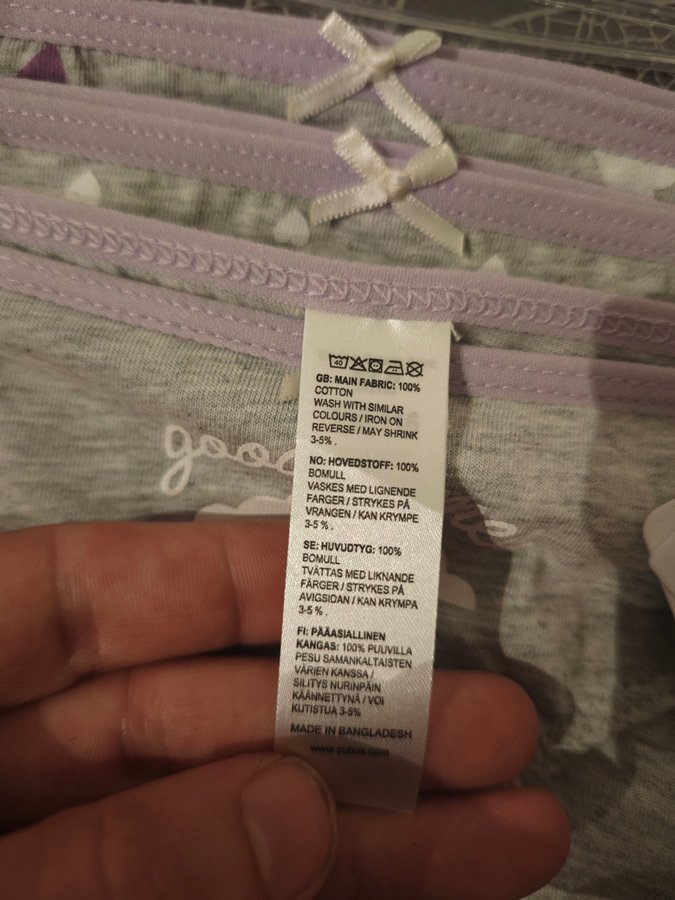 40
GB: MAIN FABRIC: 100%
COTTON
WASH WITH SIMILAR
COLOURS / IRON ON
REVERSE / MAY SHRINK
3-5% .
NO: HOVEDSTOFF: 100%
BOMULL
VASKES MED LIGNENDE
FARGER / STRYKES PÅ
VRANGEN / KAN KRYMPE
3-5 % .
SE: HUVUDTYG: 100%
BOMULL
TVÄTTAS MED LIKNANDE
FÄRGER / STRYKES PÅ
AVIGSIDAN / KAN KRYMPA
3-5 % .
FI: PÄÄASIALLINEN
KANGAS: 100% PUUVILLA
PESU SAMANKALTAISTEN
VÄRIEN KANSSA /
SILITYS NURINPÄIN
KÄÄNNETTYNÄ / VOI
KUTISTUA 3-5%
MADE IN BANGLADESH
www.cubus.com